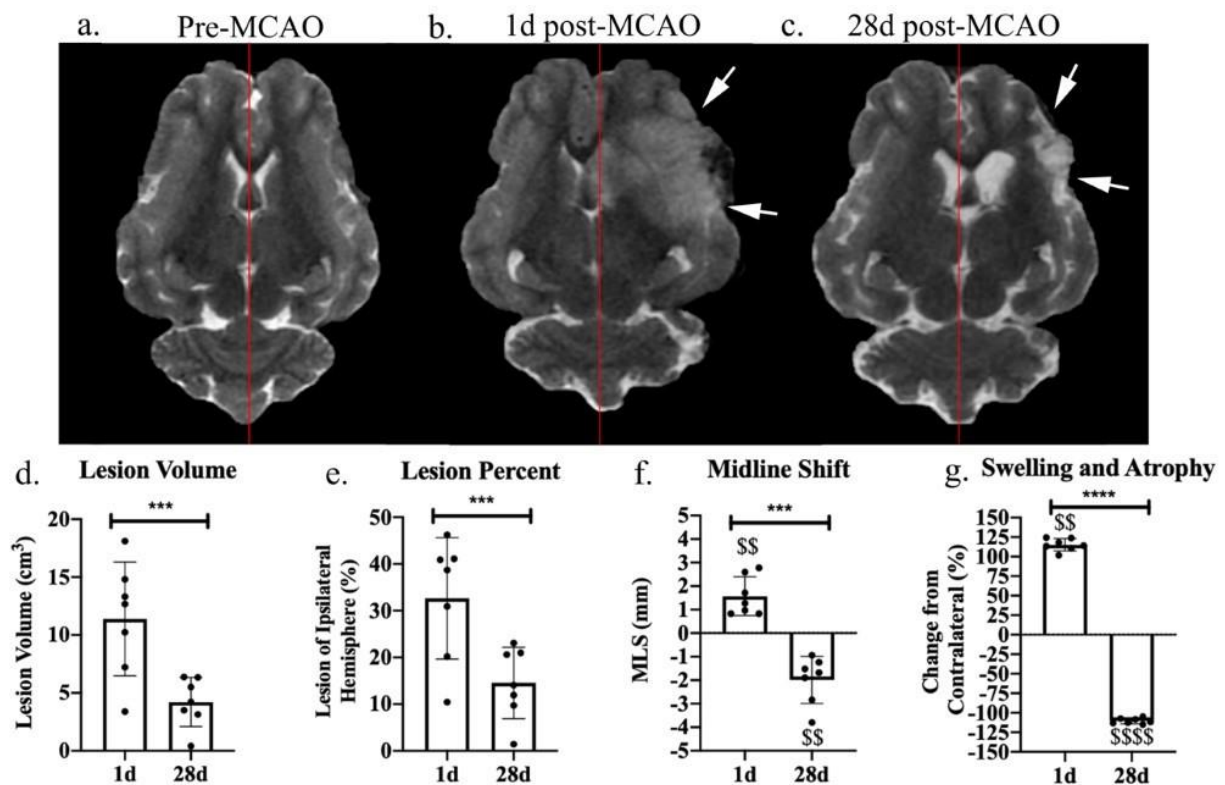 a. Pre-MCAO b. 1d post-MCAO c. 28d post-MCAO
d. Lesion Volume
***
Lesion Volume (cm³)
20
15
10
5
0
1d 28d
e. Lesion Percent
***
Lesion of Ipsilateral
Hemisphere (%)
50
40
30
20
10
0
1d 28d
f. Midline Shift
***
MLS (mm)
5
4
3
2
1
0
-1
-2
-3
-4
-5
$$
$$
1d 28d
g. Swelling and Atrophy
****
Change from
Contralateral (%)
150
125
100
75
50
25
0
-25
-50
-75
-100
-125
-150
$$
$$$$
1d 28d